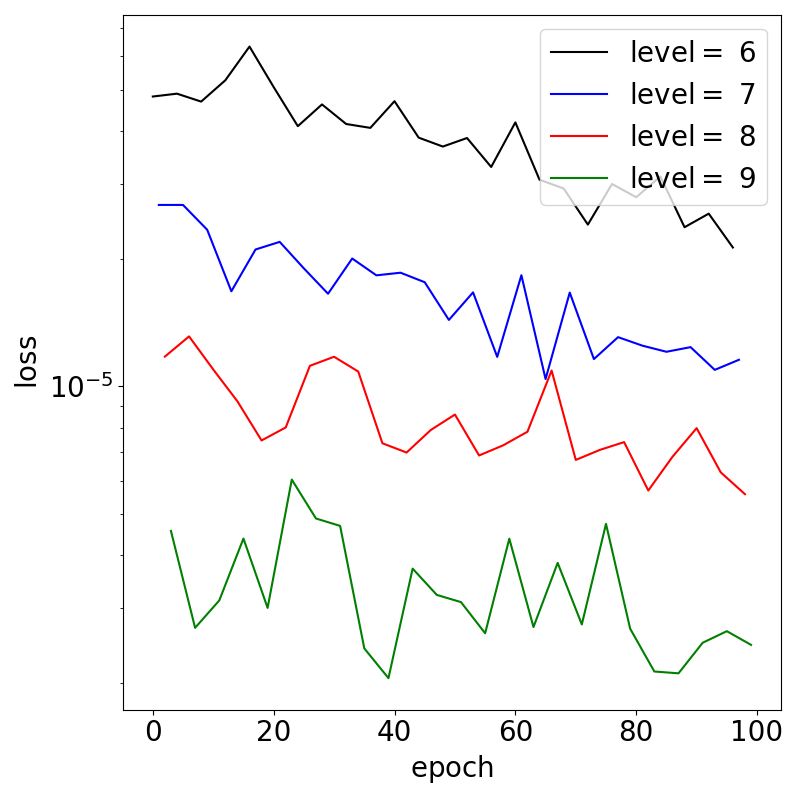 level = 6
level = 7
level = 8
level = 9
loss
10⁻⁵
0 20 40 60 80 100
epoch